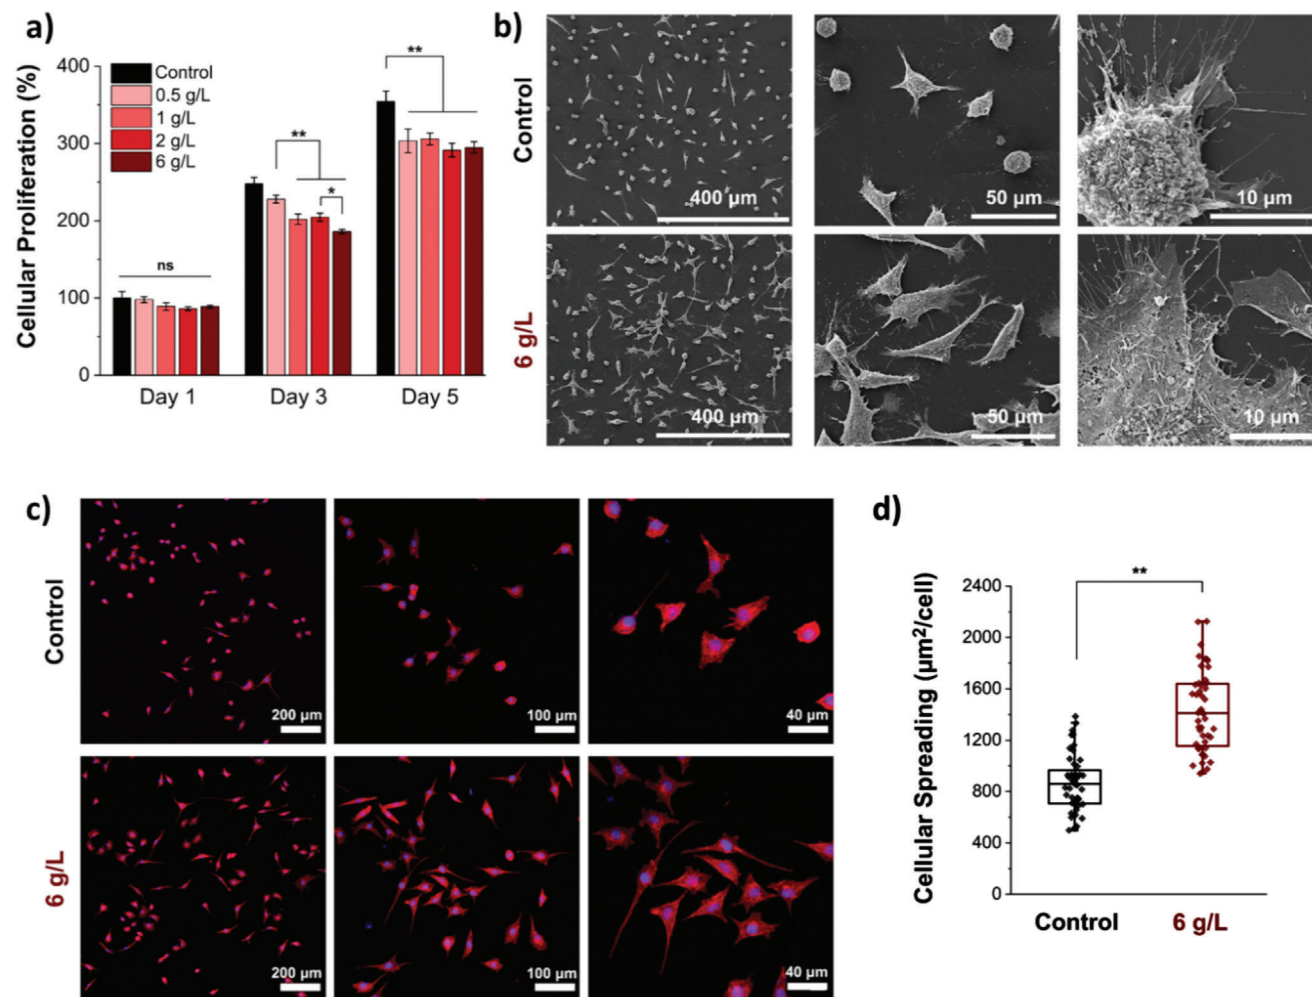 a)
Cellular Proliferation (%)
400
300
200
100
0
Control
0.5 g/L
1 g/L
2 g/L
6 g/L
ns
**
*
**
Day 1 Day 3 Day 5
b)
Control
400 µm
50 µm
10 µm
6 g/L
400 µm
50 µm
10 µm
c)
Control
200 µm
100 µm
40 µm
6 g/L
200 µm
100 µm
40 µm
d)
Cellular Spreading (µm²/cell)
2400
2000
1600
1200
800
400
0
**
Control 6 g/L